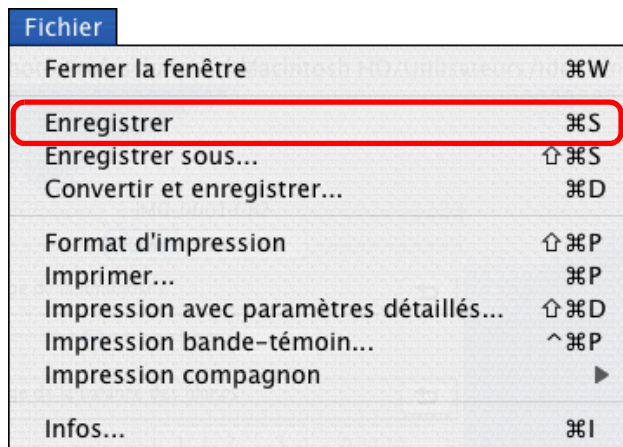 Fichier
Fermer la fenêtre ⌘W
Enregistrer ⌘S
Enregistrer sous... ⇧⌘S
Convertir et enregistrer... ⌘D
Format d'impression ⇧⌘P
Imprimer... ⌘P
Impression avec paramètres détaillés... ⇧⌘D
Impression bande-témoin... ^⌘P
Impression compagnon ▶
Infos... ⌘I